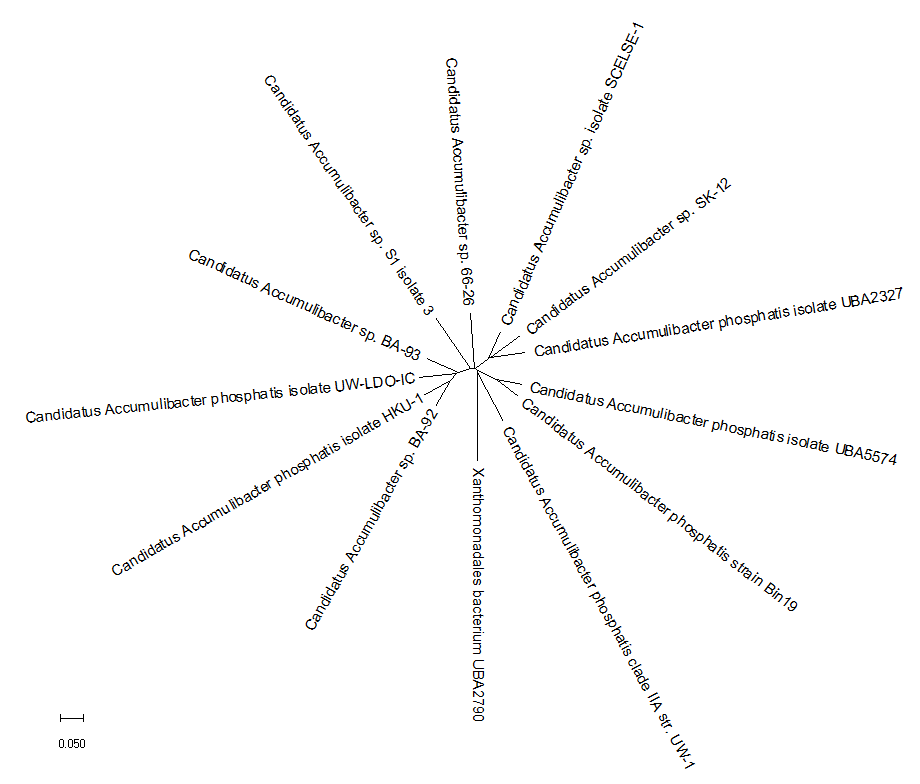 Candidatus Accumulibacter sp. isolate SCELSE-1
Candidatus Accumulibacter sp. 66-26
Candidatus Accumulibacter sp. S1 isolate 3
Candidatus Accumulibacter sp. SK-12
Candidatus Accumulibacter sp. BA-93
Candidatus Accumulibacter phosphatis isolate UBA2327
Candidatus Accumulibacter phosphatis isolate UW-LDO-IC
Candidatus Accumulibacter phosphatis isolate UBA5574
Candidatus Accumulibacter phosphatis isolate HKU-1
Candidatus Accumulibacter phosphatis strain Bin19
Candidatus Accumulibacter sp. BA-92
Candidatus Accumulibacter phosphatis clade IIA str. UW-1
Xanthomonadales bacterium UBA2790
0.050